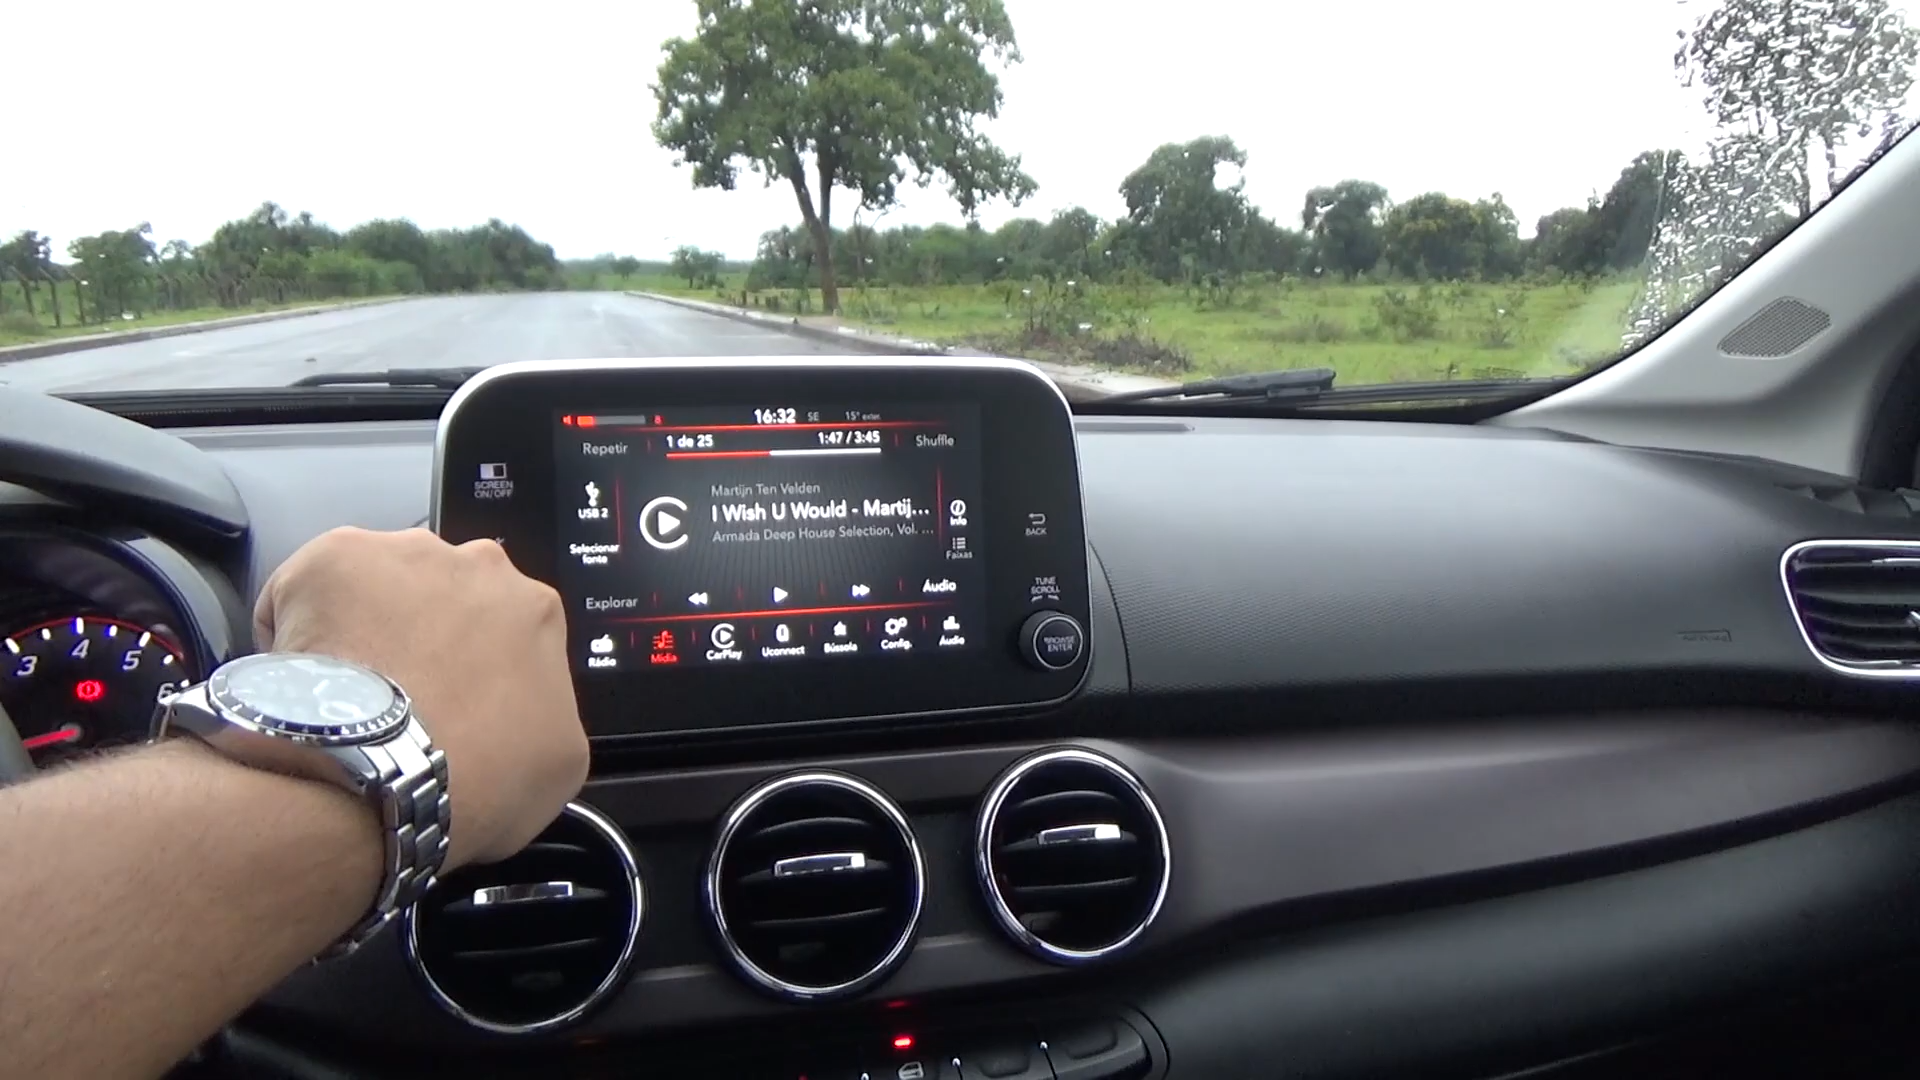 16:32 SE 15° exter.
Repetir 1 de 25 1:47 / 3:45 Shuffle
SCREEN
ON/OFF
USB 2
Selecionar
fonte
Martijn Ten Velden
I Wish U Would - Martij...
Armada Deep House Selection, Vol. ...
Info
Faixas
BACK
TUNE
SCROLL
BROWSE
ENTER
Explorar Áudio
Rádio Mídia CarPlay Uconnect Bússola Config. Áudio
3 4 5 6